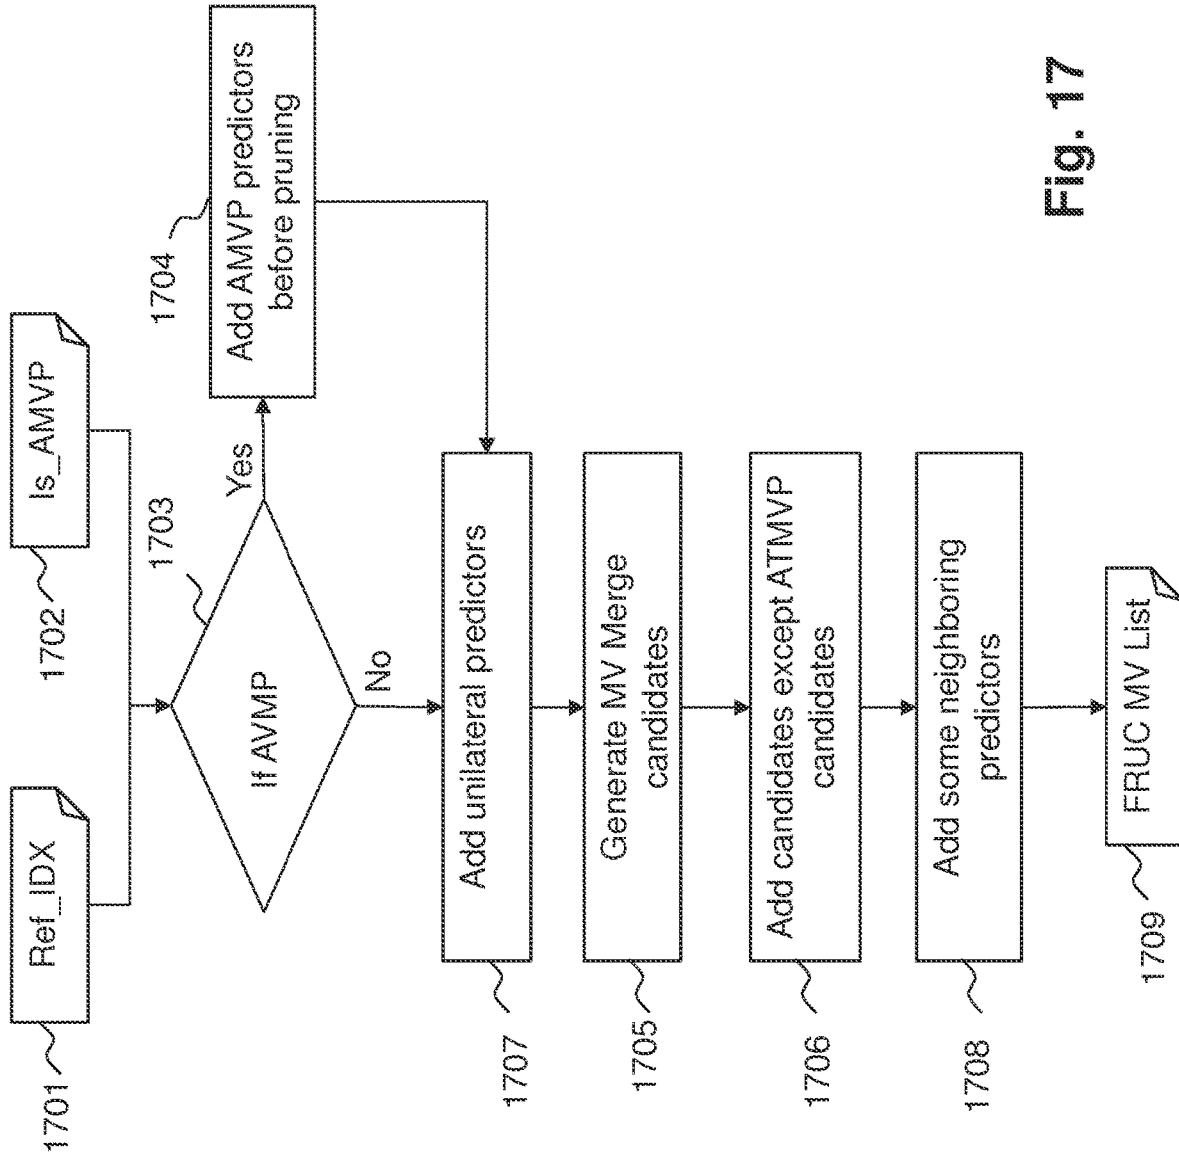 Ref_IDX
1701
Is_AMVP
1702
If AVMP
1703
Yes
No
Add AMVP predictors
before pruning
1704
Add unilateral predictors
1707
Generate MV Merge
candidates
1705
Add candidates except ATMVP
candidates
1706
Add some neighboring
predictors
1708
FRUC MV List
1709
Fig. 17